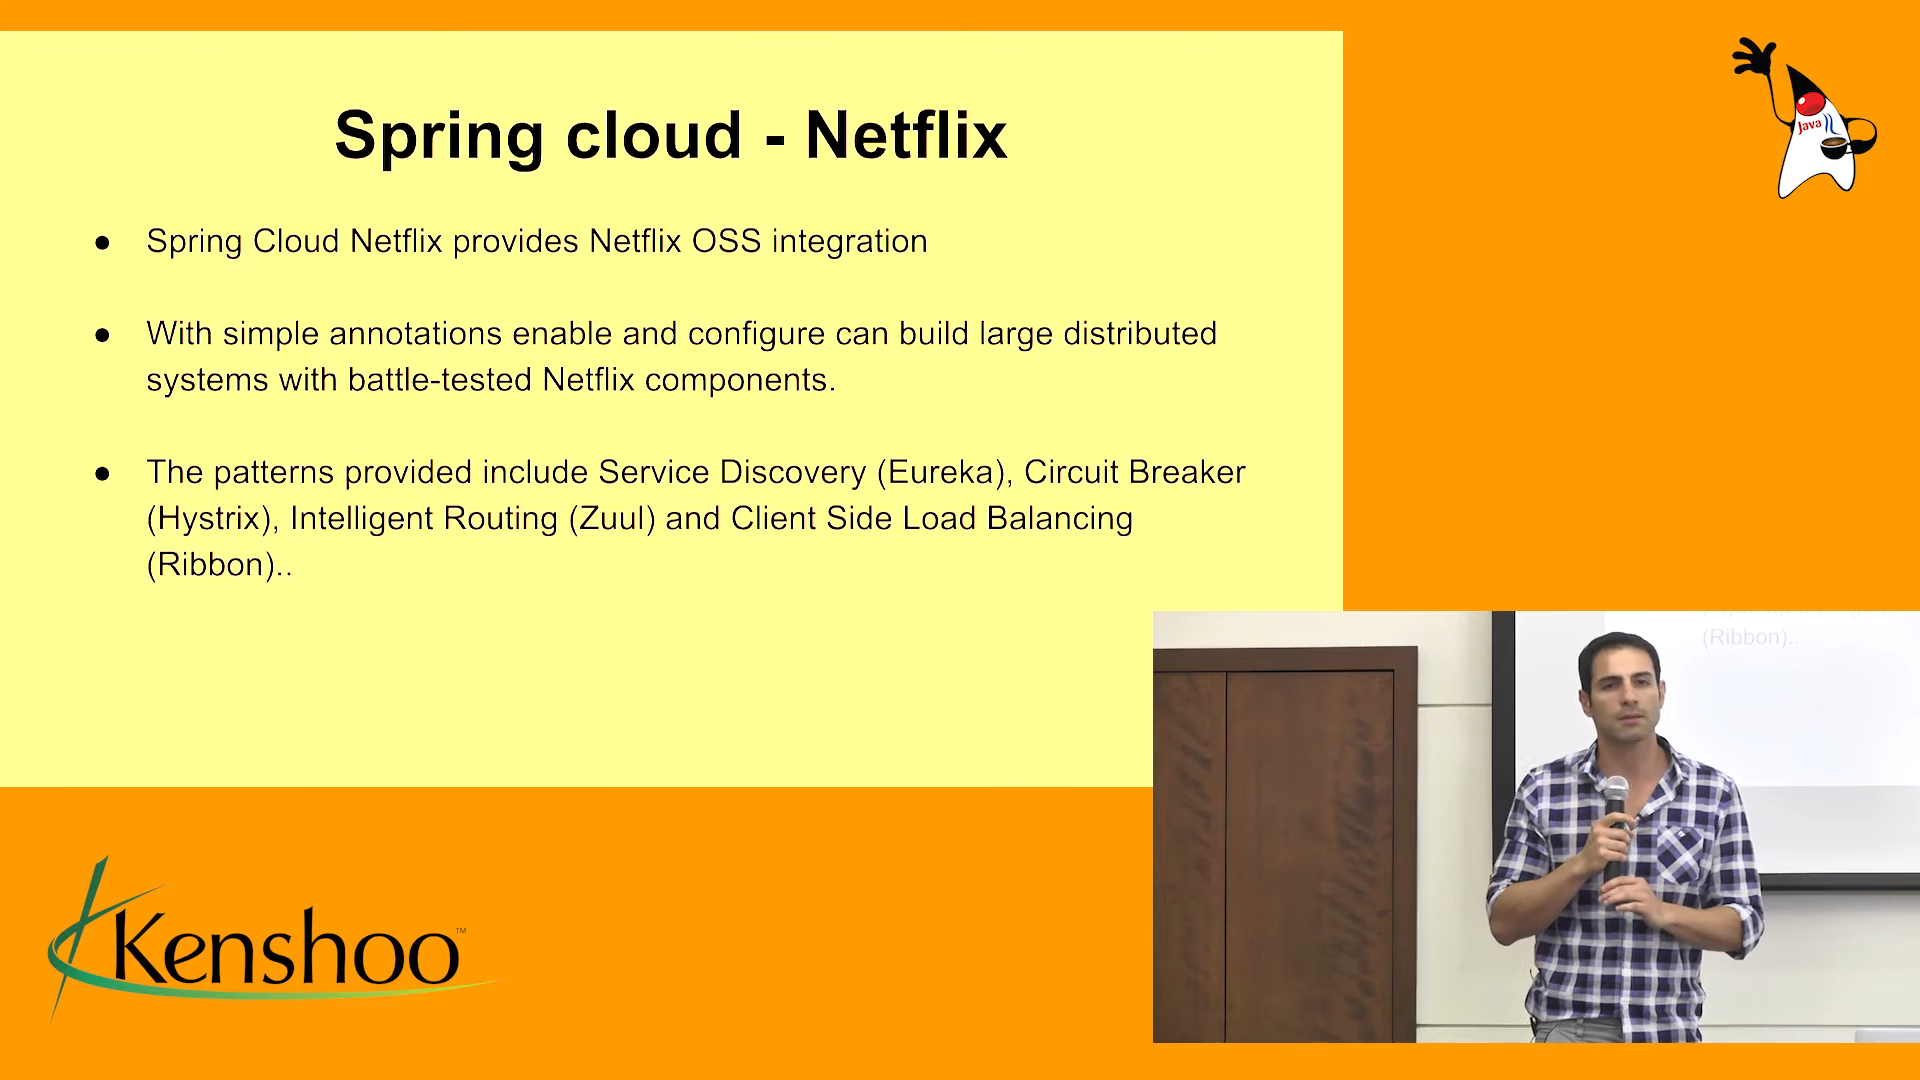 Spring cloud - Netflix
● Spring Cloud Netflix provides Netflix OSS integration
● With simple annotations enable and configure can build large distributed
systems with battle-tested Netflix components.
● The patterns provided include Service Discovery (Eureka), Circuit Breaker
(Hystrix), Intelligent Routing (Zuul) and Client Side Load Balancing
(Ribbon)..
Java
(Ribbon)..
Kenshoo™